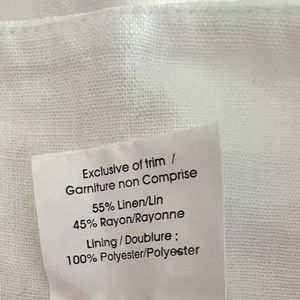 Exclusive of trim /
Garniture non Comprise
55% Linen/Lin
45% Rayon/Rayonne
Lining / Doublure :
100% Polyester/Polyester